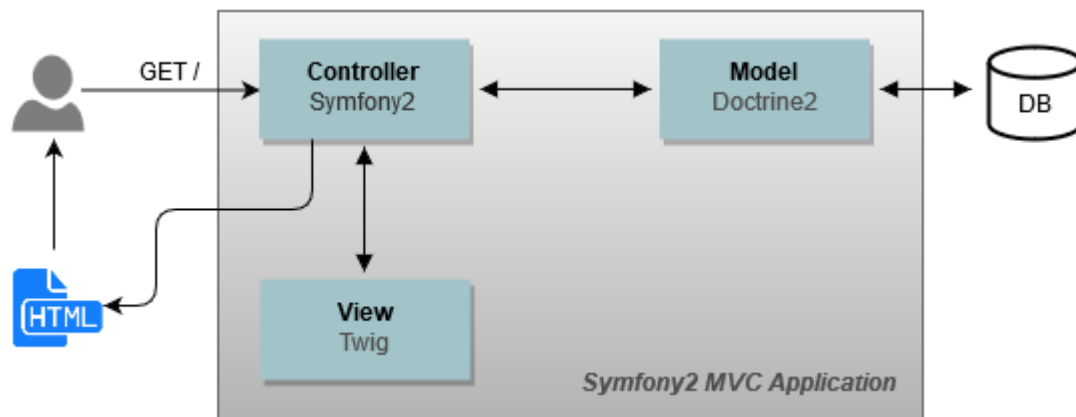 GET /
Controller
Symfony2
Model
Doctrine2
DB
HTML
View
Twig
Symfony2 MVC Application